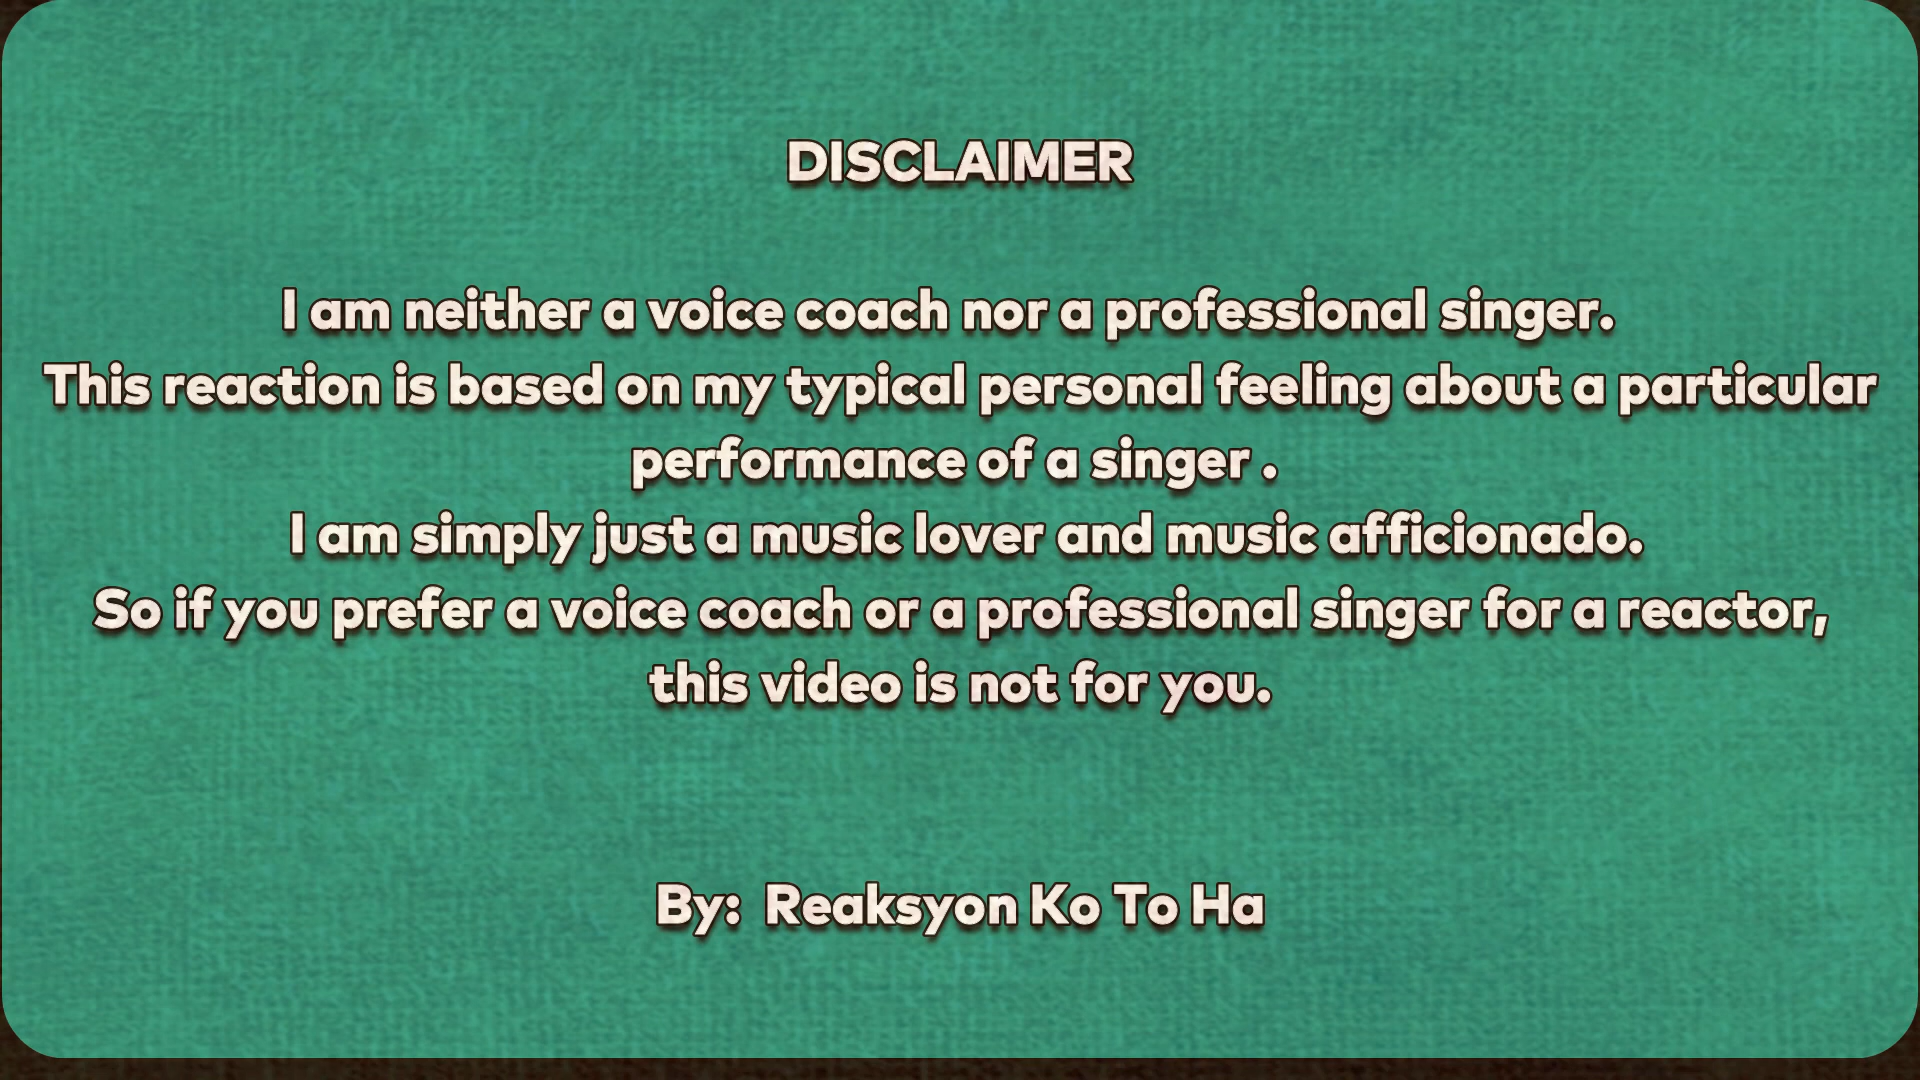 DISCLAIMER
I am neither a voice coach nor a professional singer.
This reaction is based on my typical personal feeling about a particular
performance of a singer .
I am simply just a music lover and music afficionado.
So if you prefer a voice coach or a professional singer for a reactor,
this video is not for you.
By:  Reaksyon Ko To Ha